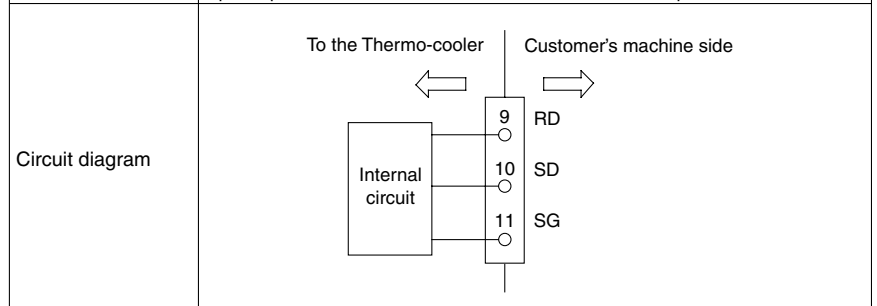 To the Thermo-cooler Customer's machine side
Circuit diagram
Internal
circuit
9 RD
10 SD
11 SG